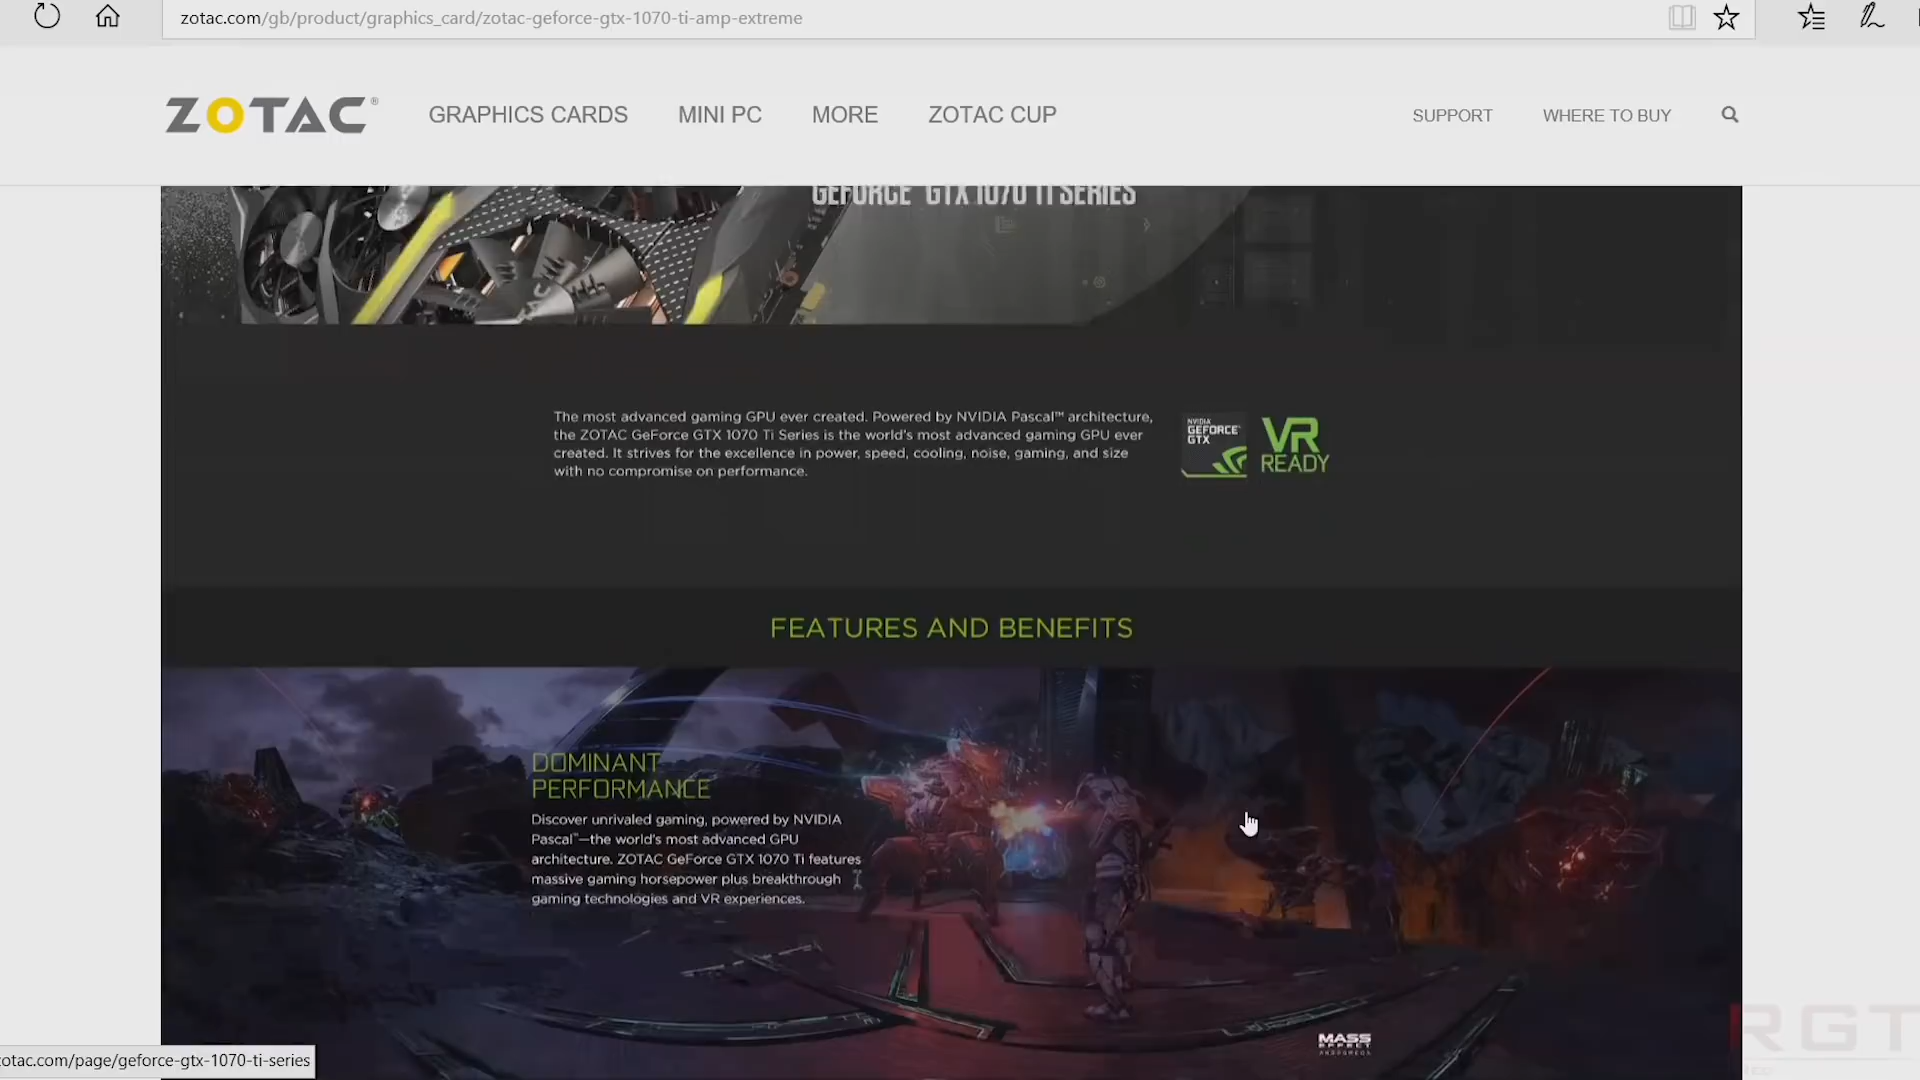 zotac.com/gb/product/graphics_card/zotac-geforce-gtx-1070-ti-amp-extreme
ZOTAC®
GRAPHICS CARDS
MINI PC
MORE
ZOTAC CUP
SUPPORT
WHERE TO BUY
GEFORCE GTX 1070 TI SERIES
The most advanced gaming GPU ever created. Powered by NVIDIA Pascal™ architecture,
the ZOTAC GeForce GTX 1070 Ti Series is the world's most advanced gaming GPU ever
created. It strives for the excellence in power, speed, cooling, noise, gaming, and size
with no compromise on performance.
NVIDIA
GEFORCE
GTX
VR
READY
FEATURES AND BENEFITS
DOMINANT
PERFORMANCE
Discover unrivaled gaming, powered by NVIDIA
Pascal™—the world's most advanced GPU
architecture. ZOTAC GeForce GTX 1070 Ti features
massive gaming horsepower plus breakthrough
gaming technologies and VR experiences.
MASS
EFFECT
ANDROMEDA
RGT
otac.com/page/geforce-gtx-1070-ti-series